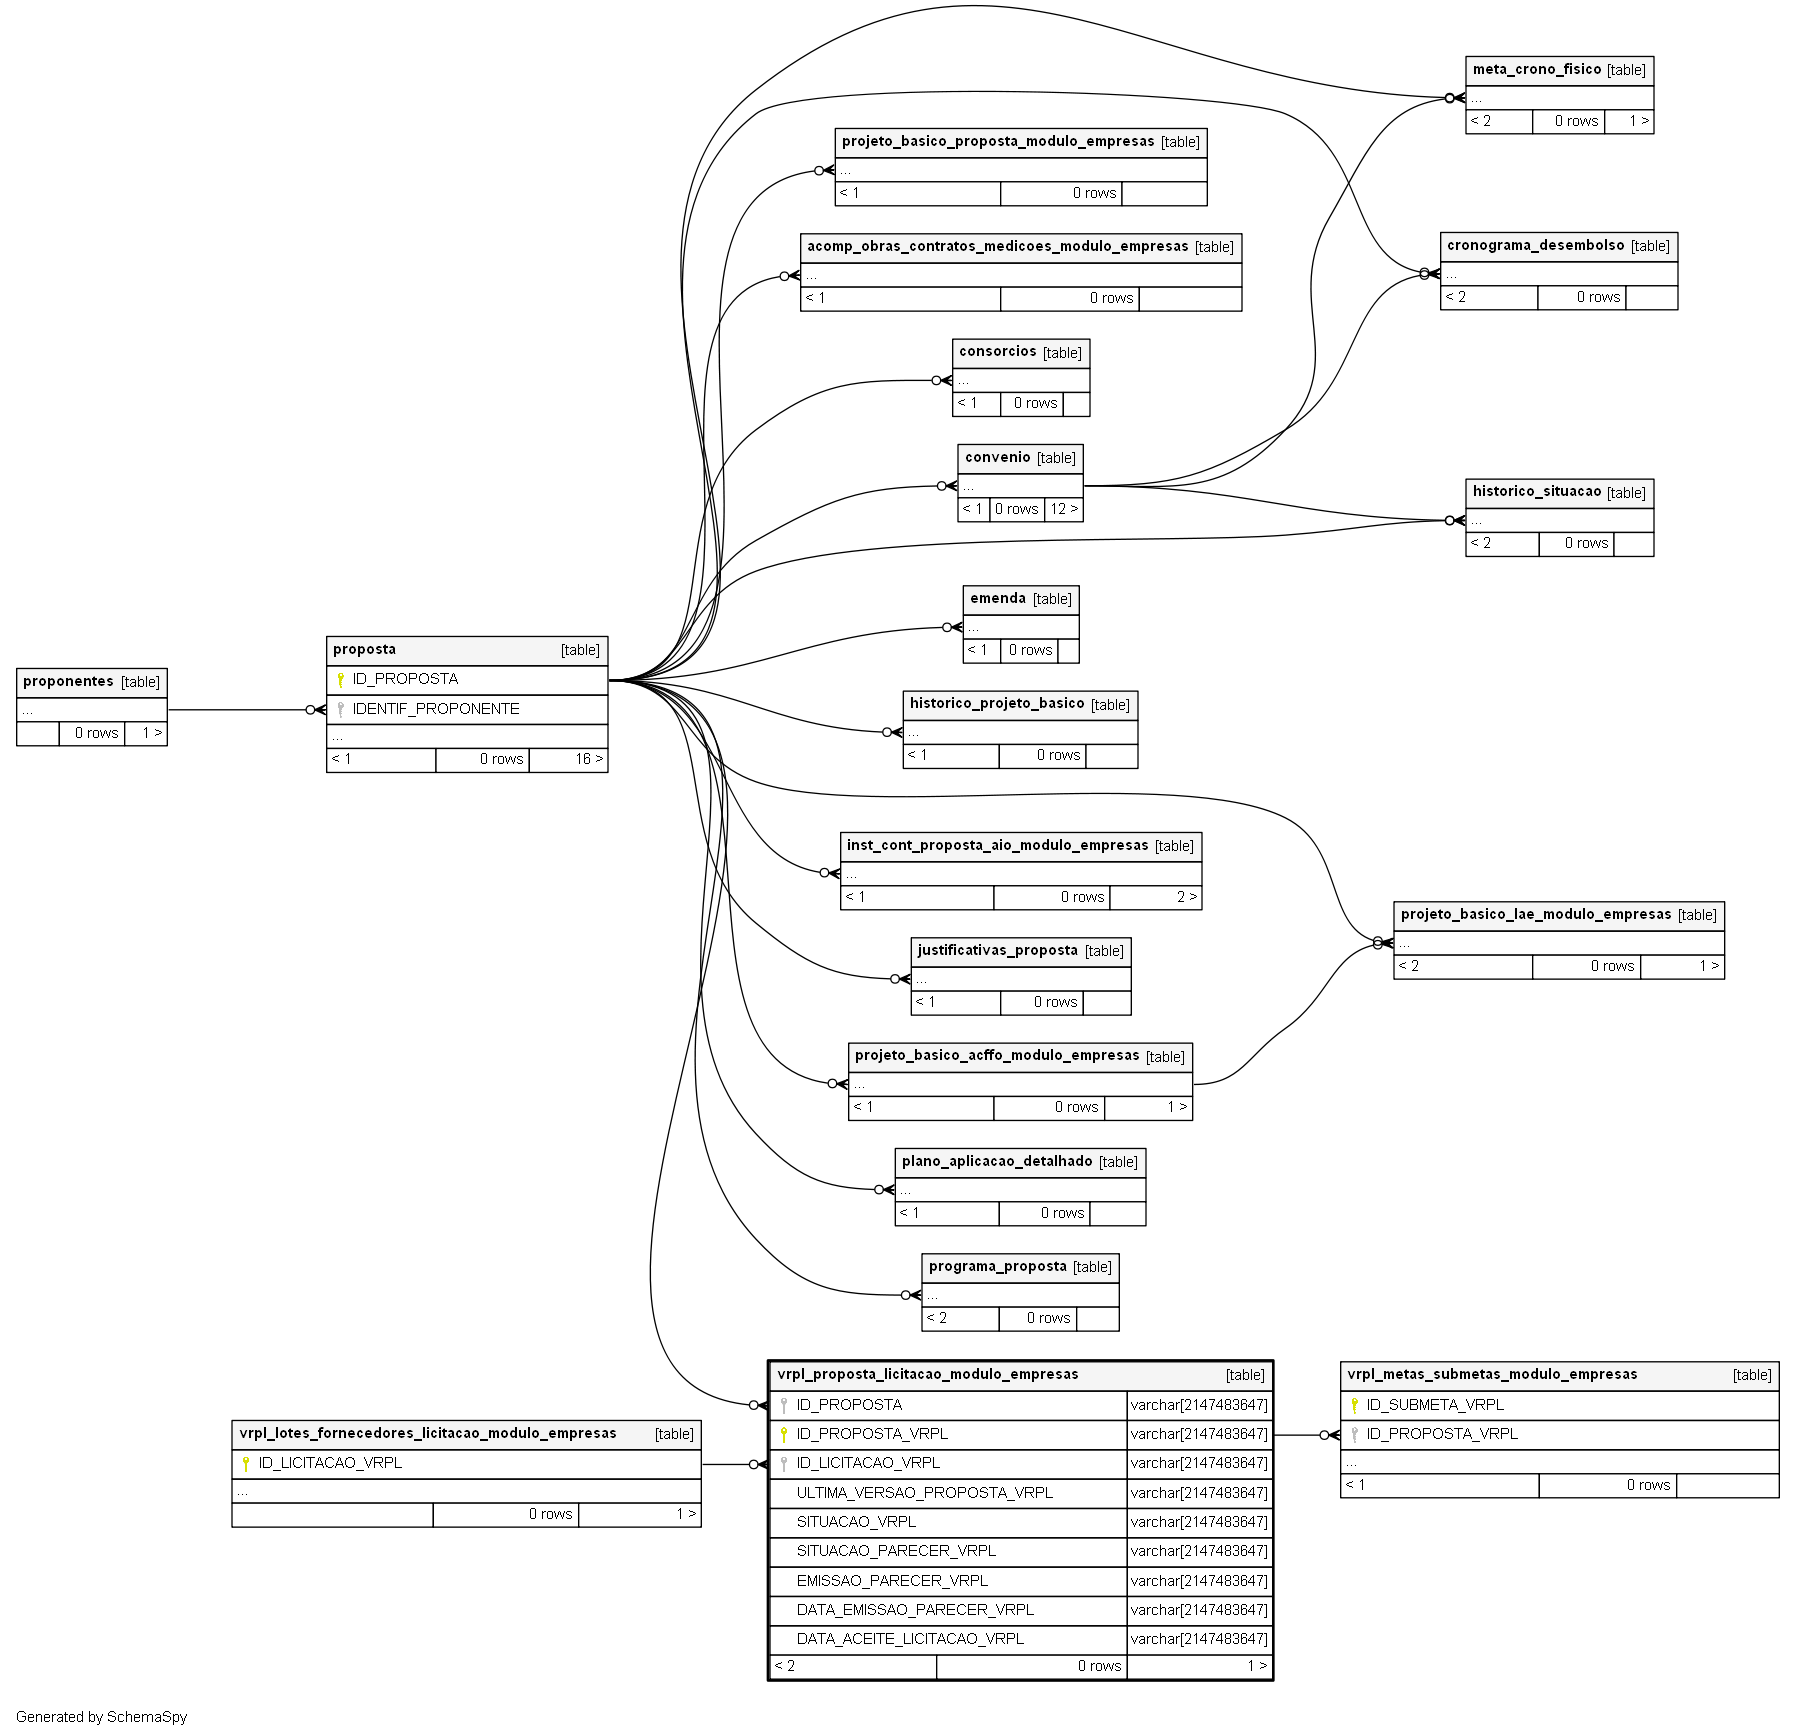 meta_crono_fisico [table]
...
< 2 0 rows 1 >
projeto_basico_proposta_modulo_empresas [table]
...
< 1 0 rows
acomp_obras_contratos_medicoes_modulo_empresas [table]
...
< 1 0 rows
cronograma_desembolso [table]
...
< 2 0 rows
consorcios [table]
...
< 1 0 rows
convenio [table]
...
< 1 0 rows 12 >
historico_situacao [table]
...
< 2 0 rows
emenda [table]
...
< 1 0 rows
proponentes [table]
...
0 rows 1 >
proposta [table]
ID_PROPOSTA
IDENTIF_PROPONENTE
...
< 1 0 rows 16 >
historico_projeto_basico [table]
...
< 1 0 rows
inst_cont_proposta_aio_modulo_empresas [table]
...
< 1 0 rows 2 >
projeto_basico_lae_modulo_empresas [table]
...
< 2 0 rows 1 >
justificativas_proposta [table]
...
< 1 0 rows
projeto_basico_acffo_modulo_empresas [table]
...
< 1 0 rows 1 >
plano_aplicacao_detalhado [table]
...
< 1 0 rows
programa_proposta [table]
...
< 2 0 rows
vrpl_lotes_fornecedores_licitacao_modulo_empresas [table]
ID_LICITACAO_VRPL
...
0 rows 1 >
vrpl_proposta_licitacao_modulo_empresas [table]
ID_PROPOSTA varchar[2147483647]
ID_PROPOSTA_VRPL varchar[2147483647]
ID_LICITACAO_VRPL varchar[2147483647]
ULTIMA_VERSAO_PROPOSTA_VRPL varchar[2147483647]
SITUACAO_VRPL varchar[2147483647]
SITUACAO_PARECER_VRPL varchar[2147483647]
EMISSAO_PARECER_VRPL varchar[2147483647]
DATA_EMISSAO_PARECER_VRPL varchar[2147483647]
DATA_ACEITE_LICITACAO_VRPL varchar[2147483647]
< 2 0 rows 1 >
vrpl_metas_submetas_modulo_empresas [table]
ID_SUBMETA_VRPL
ID_PROPOSTA_VRPL
...
< 1 0 rows
Generated by SchemaSpy